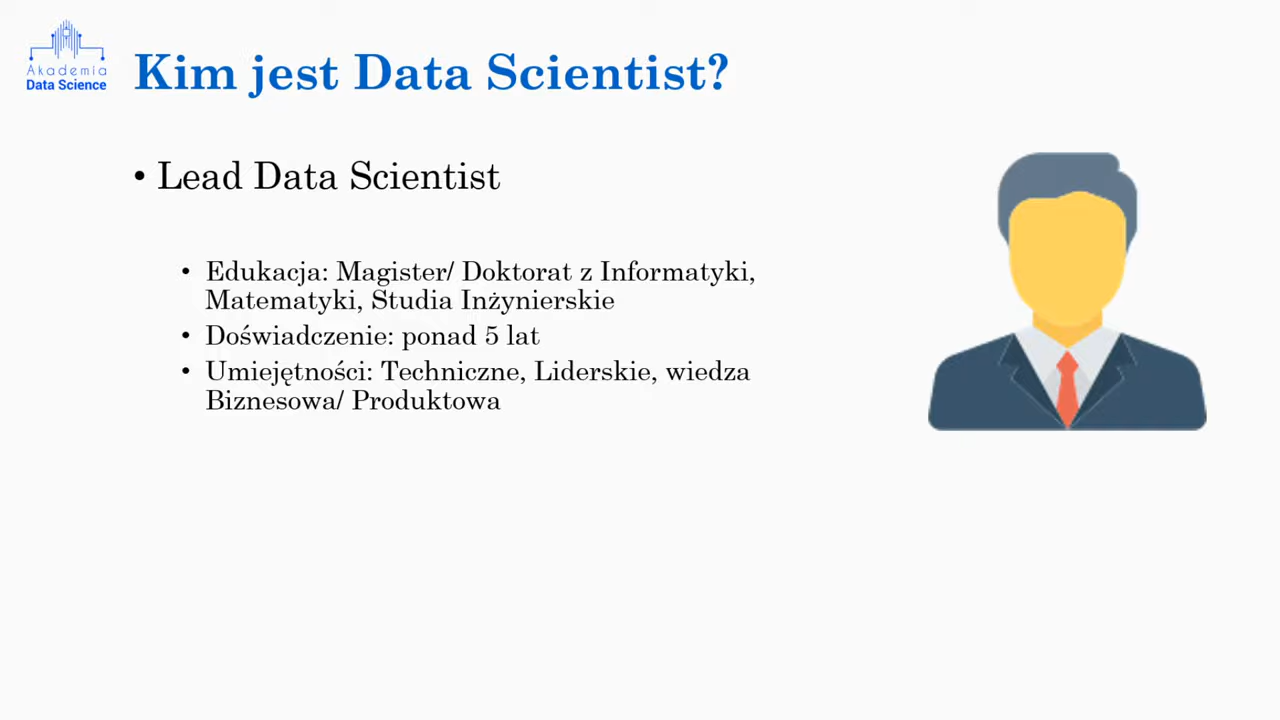 Akademia
Data Science
Kim jest Data Scientist?
• Lead Data Scientist
• Edukacja: Magister/ Doktorat z Informatyki,
Matematyki, Studia Inżynierskie
• Doświadczenie: ponad 5 lat
• Umiejętności: Techniczne, Liderskie, wiedza
Biznesowa/ Produktowa